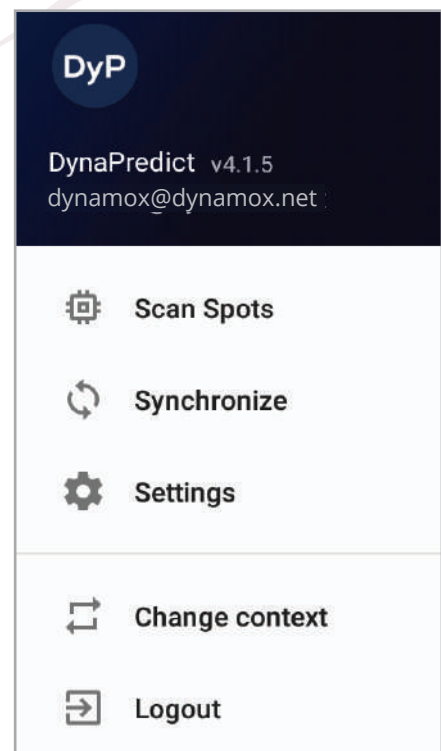 DyP
DynaPredict v4.1.5
dynamox@dynamox.net
Scan Spots
Synchronize
Settings
Change context
Logout